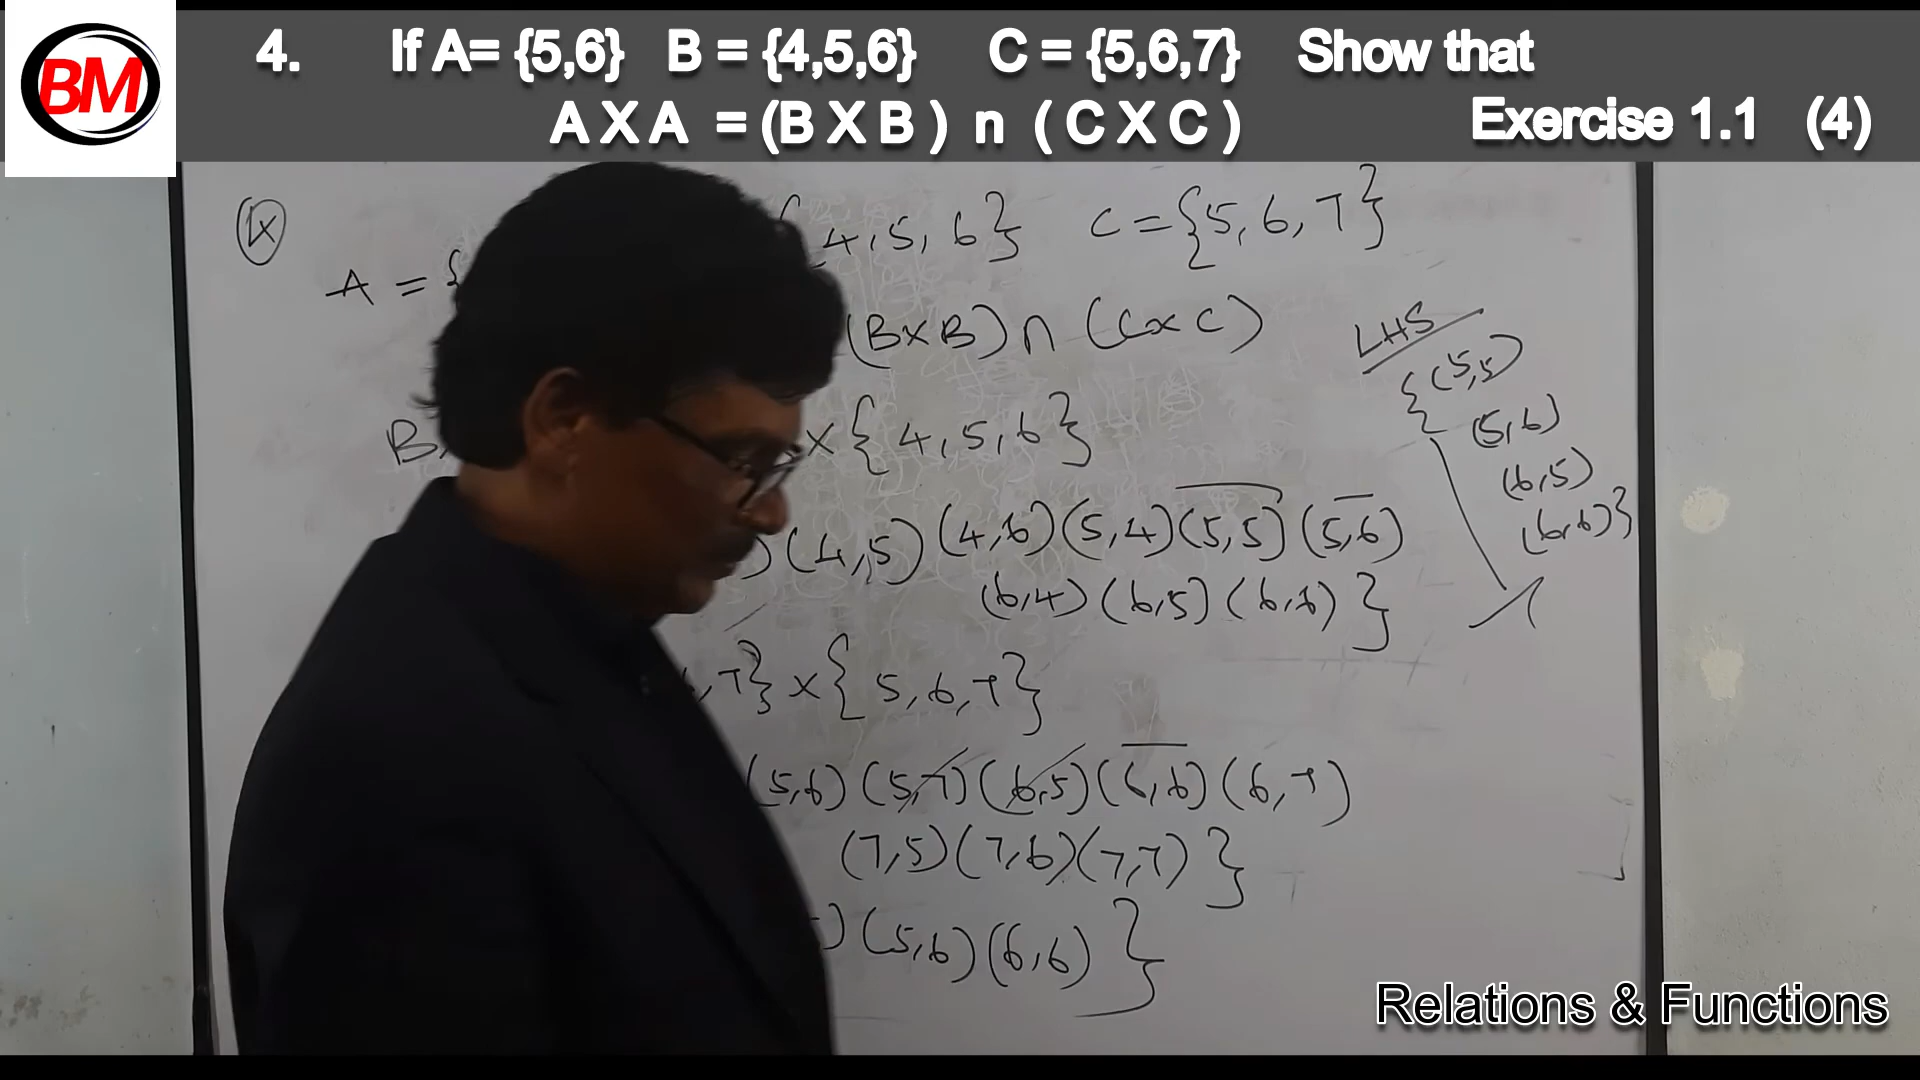 BM
4. If A= {5,6} B = {4,5,6} C = {5,6,7} Show that
A X A = (B X B ) n ( C X C )
Exercise 1.1 (4)
4
A = {
{4,5,6} C = {5,6,7}
(B×B) ∩ (C×C)
LHS
{(5,5)
(5,6)
(6,5)
(6,6)}
B
× {4,5,6}
) (4,5) (4,6) (5,4) (5,5) (5,6)
(6,4) (6,5) (6,6) }
,7} × {5,6,7}
(5,6) (5,7) (6,5) (6,6) (6,7)
(7,5) (7,6) (7,7) }
) (5,6) (6,6) }
Relations & Functions